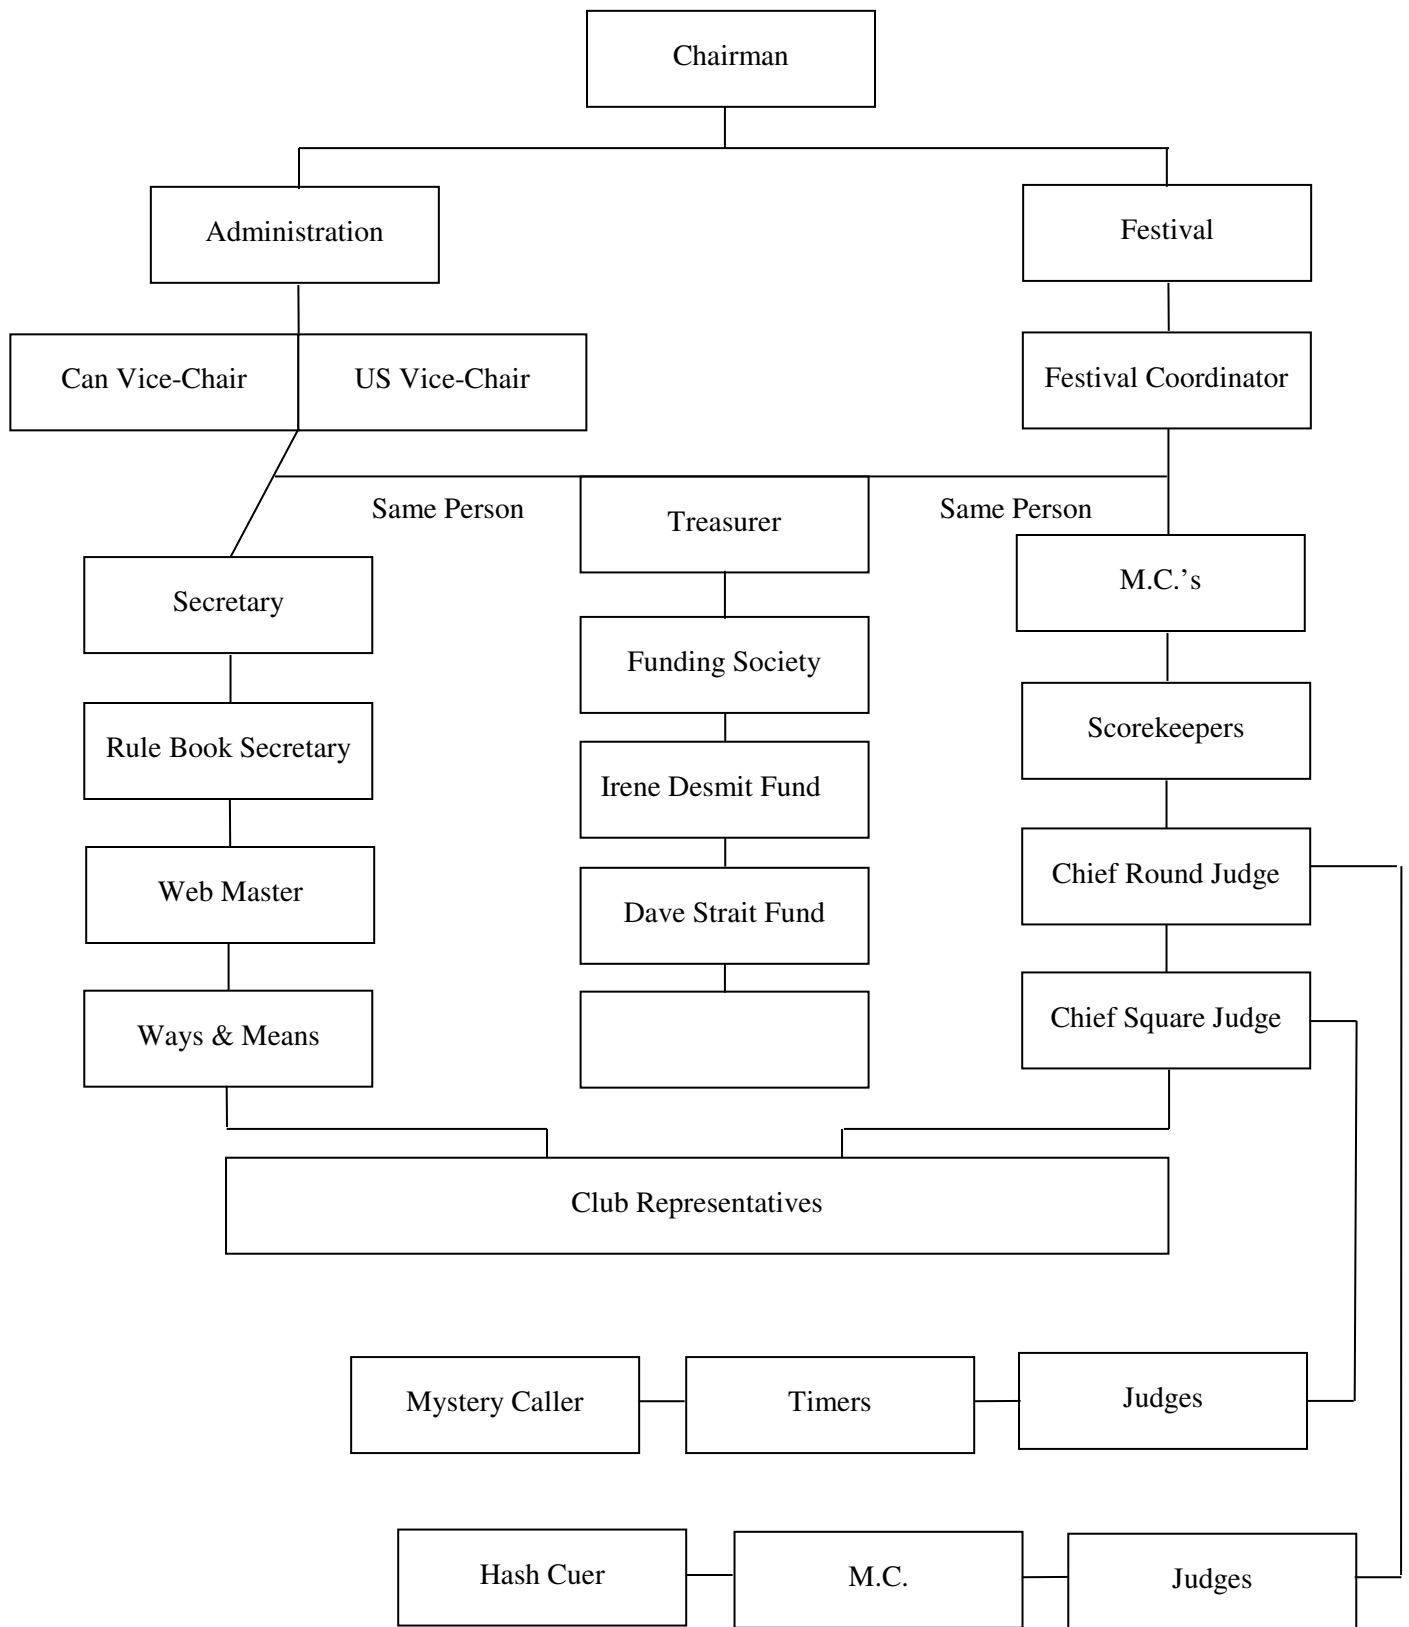 Chairman
Administration
Festival
Can Vice-Chair
US Vice-Chair
Festival Coordinator
Same Person
Treasurer
Same Person
M.C.’s
Secretary
Funding Society
Scorekeepers
Rule Book Secretary
Irene Desmit Fund
Chief Round Judge
Web Master
Dave Strait Fund
Chief Square Judge
Ways & Means
Club Representatives
Mystery Caller
Timers
Judges
Hash Cuer
M.C.
Judges